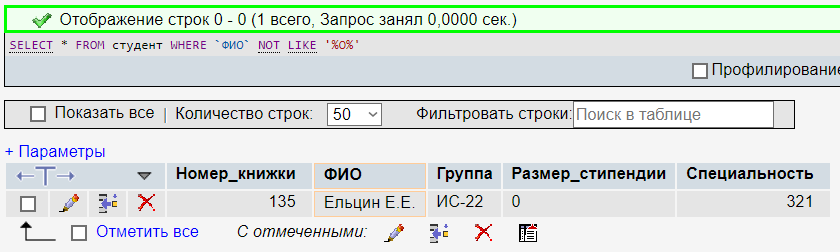 Отображение строк 0 - 0 (1 всего, Запрос занял 0,0000 сек.)
SELECT * FROM студент WHERE `ФИО` NOT LIKE '%О%'
Профилирование
Показать все | Количество строк: 50 Фильтровать строки: Поиск в таблице
+ Параметры
←T→ Номер_книжки ФИО Группа Размер_стипендии Специальность
135 Ельцин Е.Е. ИС-22 0 321
Отметить все С отмеченными: